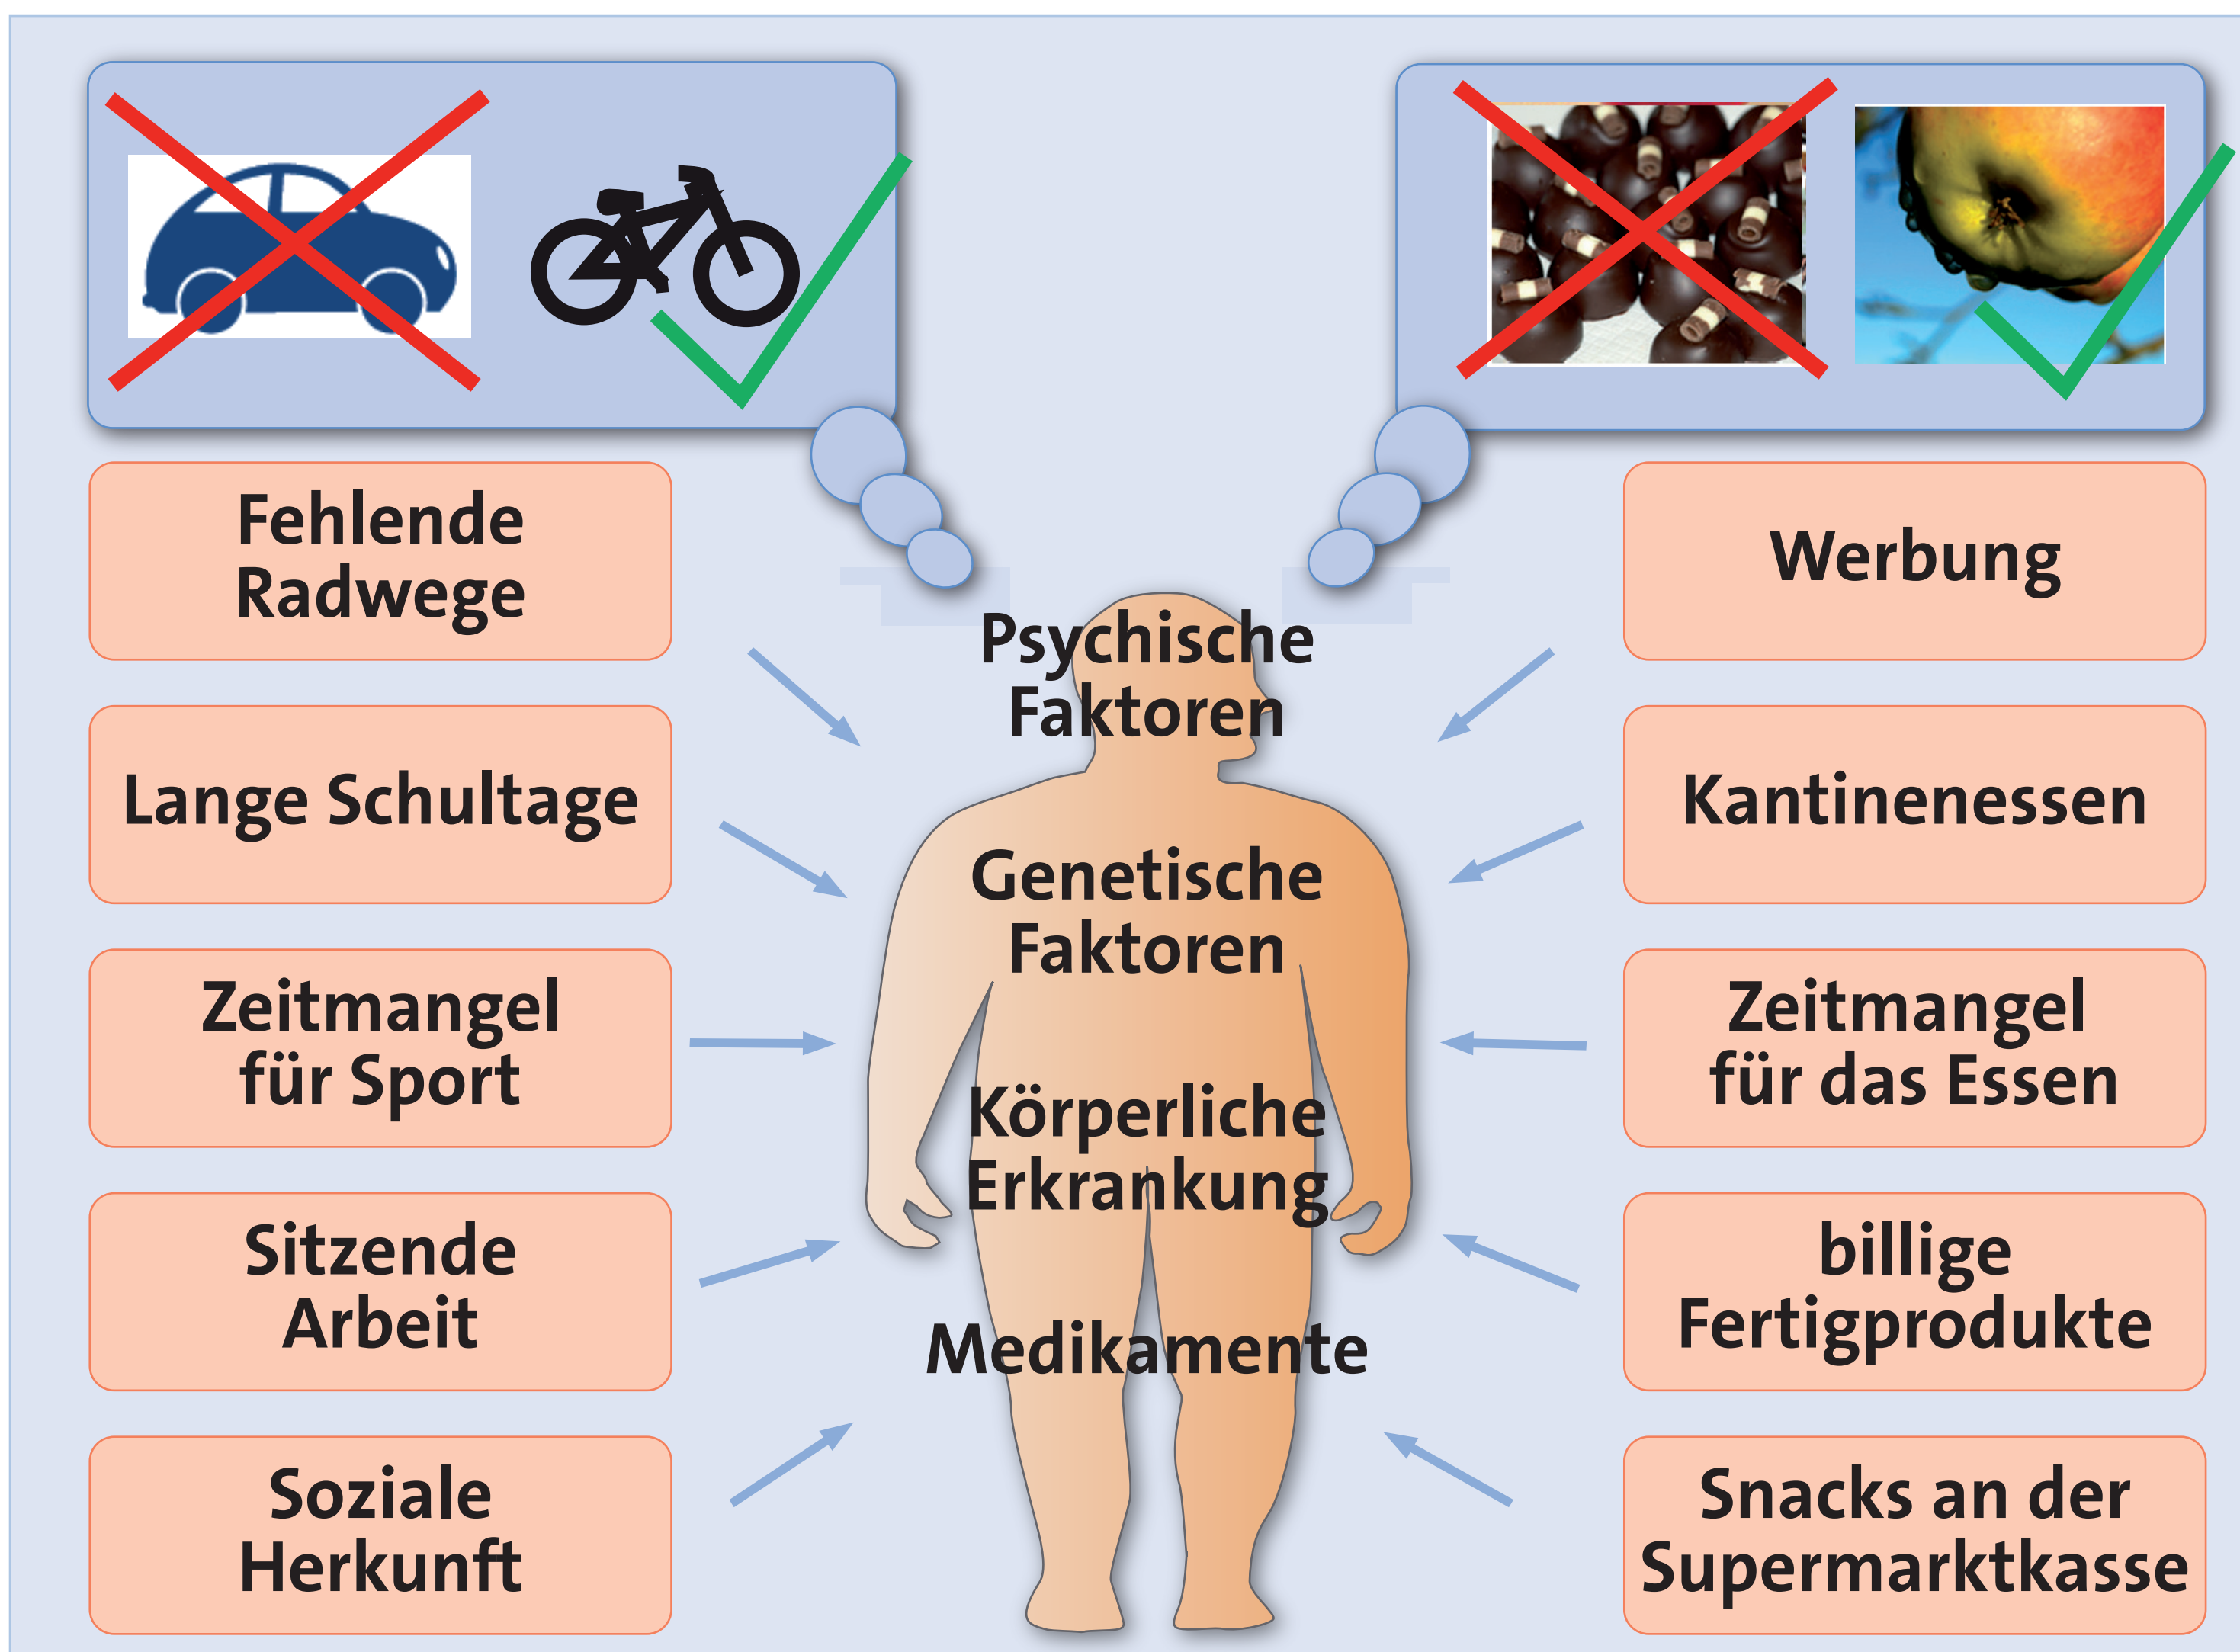 Fehlende
Radwege
Lange Schultage
Zeitmangel
für Sport
Sitzende
Arbeit
Soziale
Herkunft
Psychische
Faktoren
Genetische
Faktoren
Körperliche
Erkrankung
Medikamente
Werbung
Kantinenessen
Zeitmangel
für das Essen
billige
Fertigprodukte
Snacks an der
Supermarktkasse